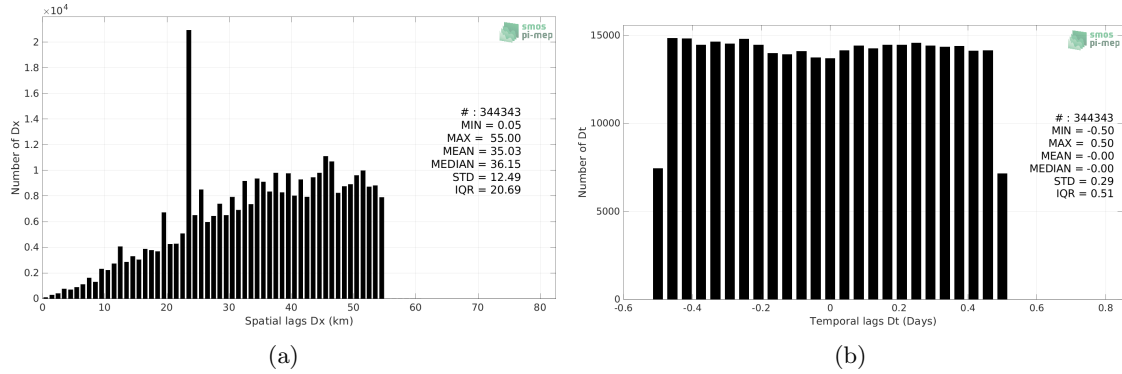 ×10⁴
2
1.8
1.6
1.4
1.2
1
0.8
0.6
0.4
0.2
0
Number of Dx
smos
pi-mep
# : 344343
MIN = 0.05
MAX = 55.00
MEAN = 35.03
MEDIAN = 36.15
STD = 12.49
IQR = 20.69
0 10 20 30 40 50 60 70 80
Spatial lags Dx (km)
(a)
15000
10000
5000
0
Number of Dt
smos
pi-mep
# : 344343
MIN = -0.50
MAX = 0.50
MEAN = -0.00
MEDIAN = -0.00
STD = 0.29
IQR = 0.51
-0.6 -0.4 -0.2 0 0.2 0.4 0.6 0.8
Temporal lags Dt (Days)
(b)